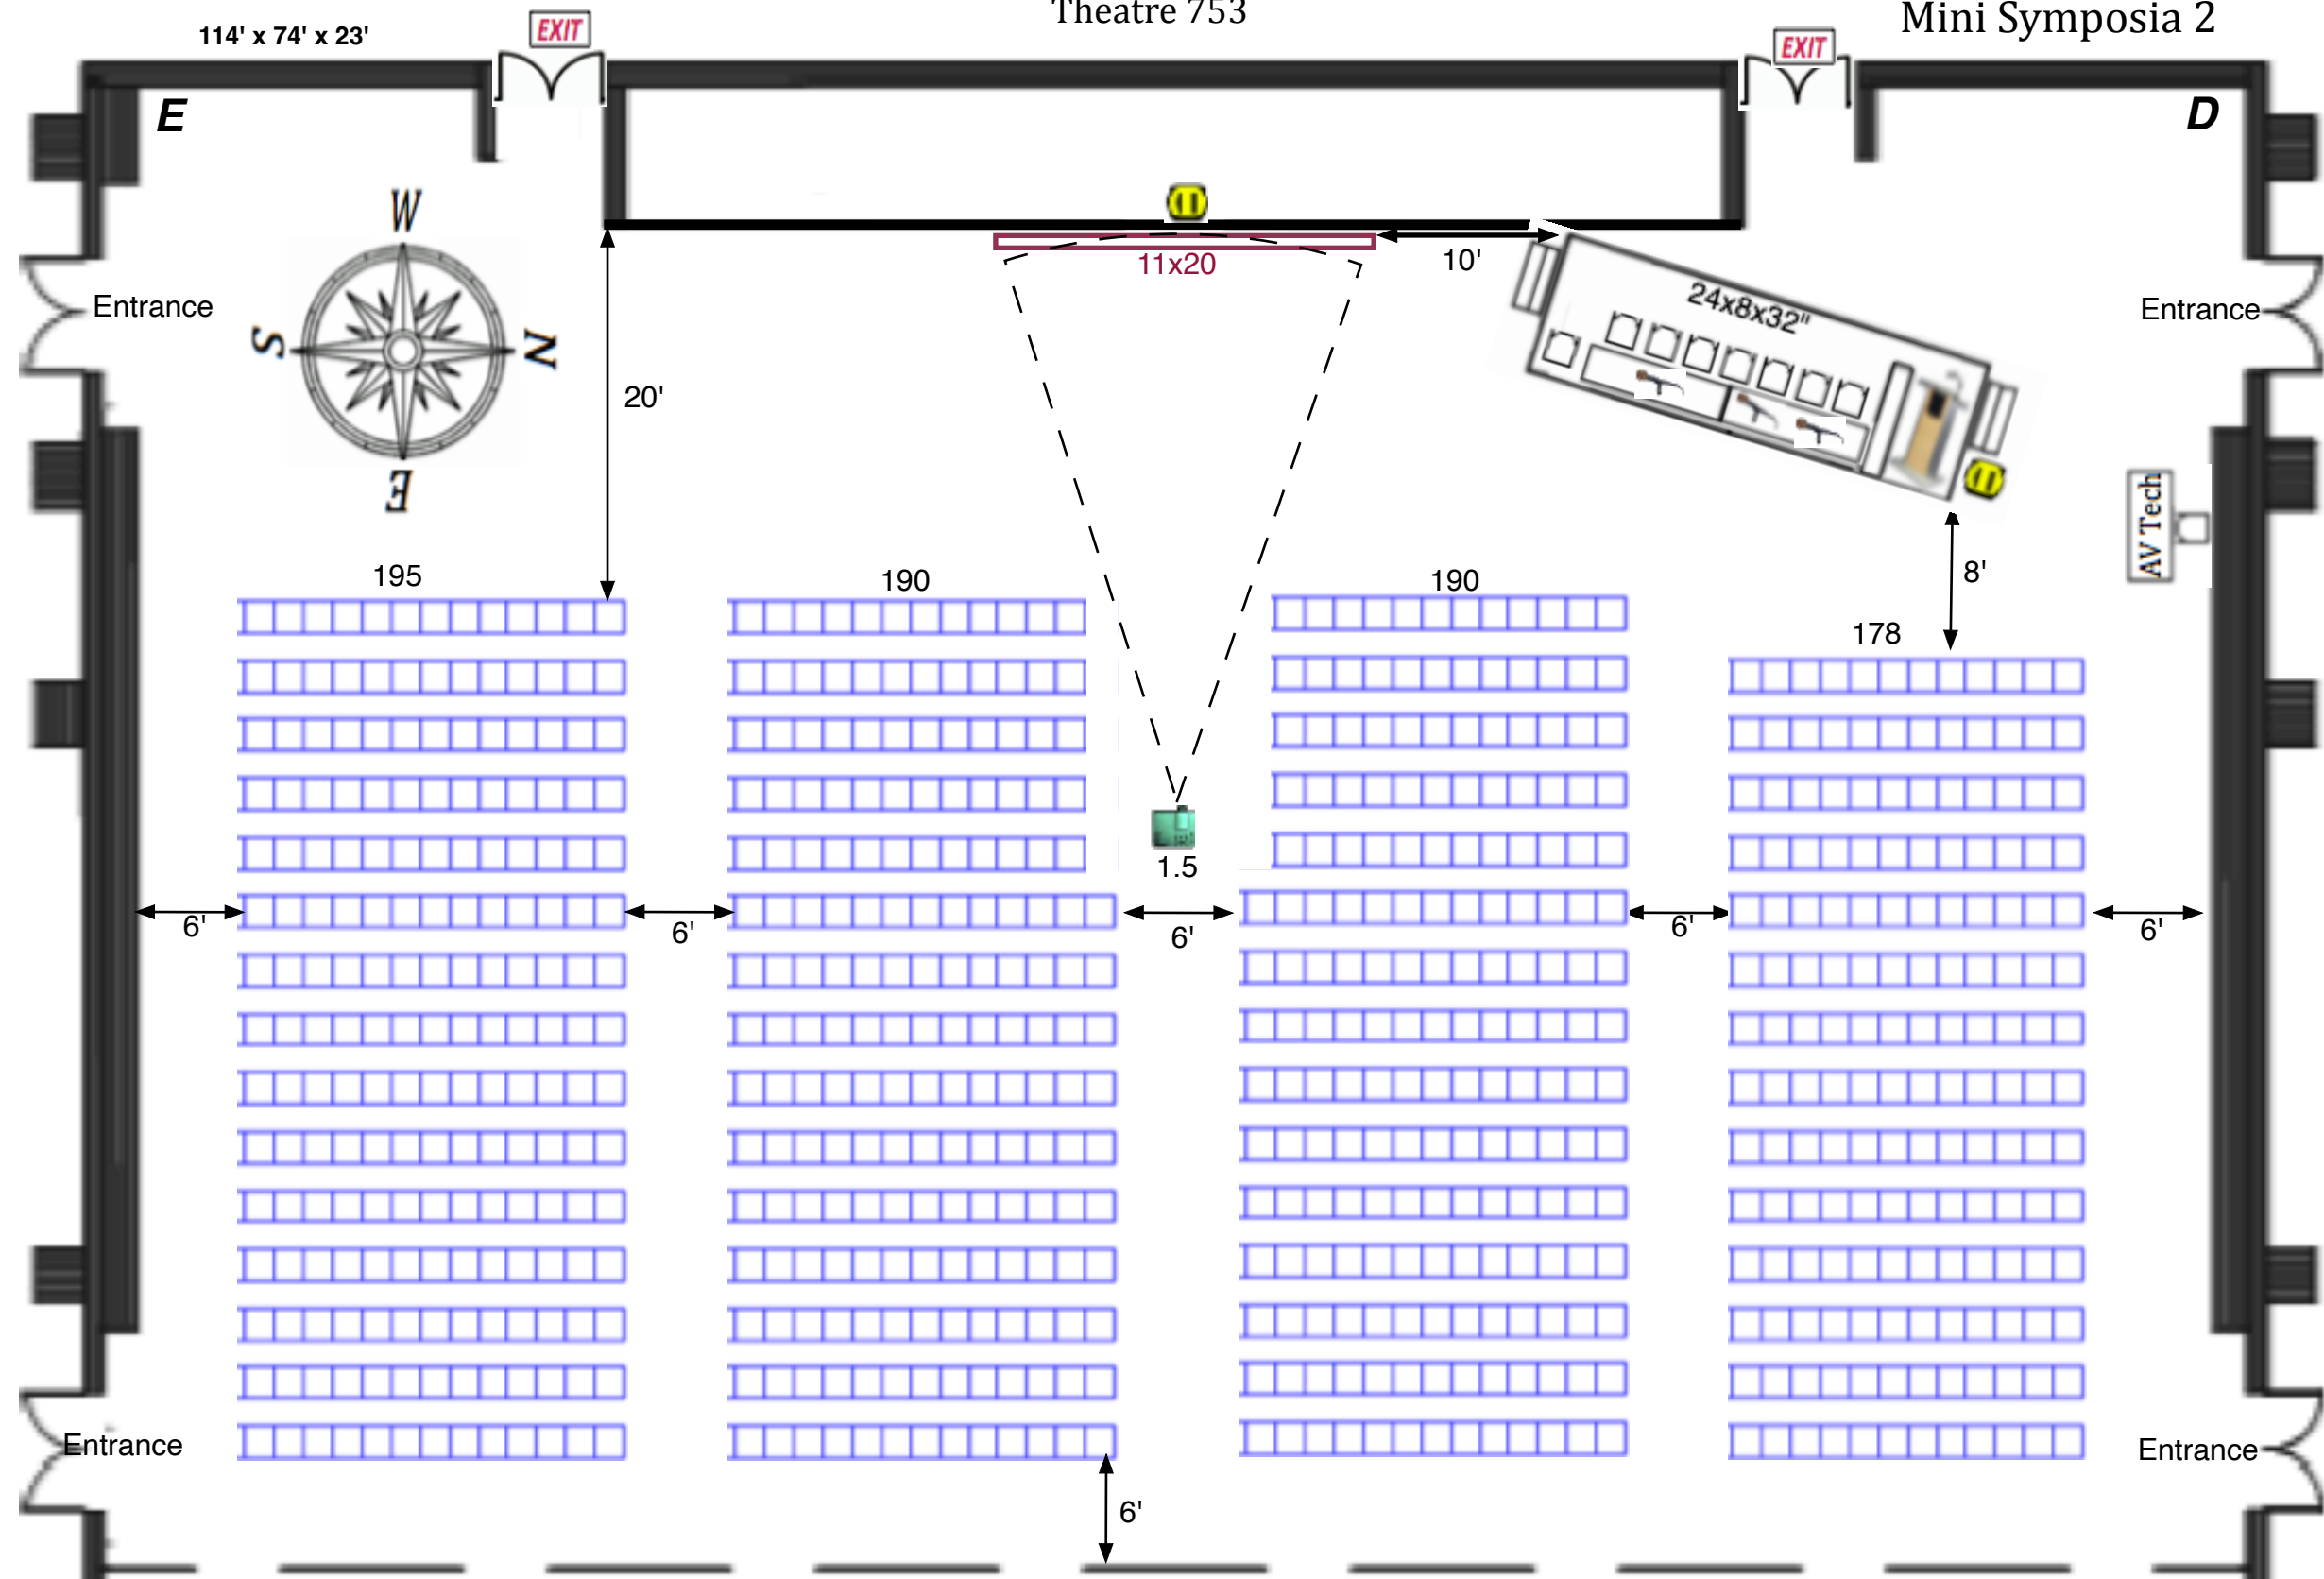 Theatre 753
Mini Symposia 2
114' x 74' x 23'
EXIT
EXIT
E
D
W
S
N
E
Entrance
Entrance
11x20
10'
24x8x32"
20'
AV Tech
8'
195
190
190
178
1.5
6'
6'
6'
6'
6'
Entrance
Entrance
6'